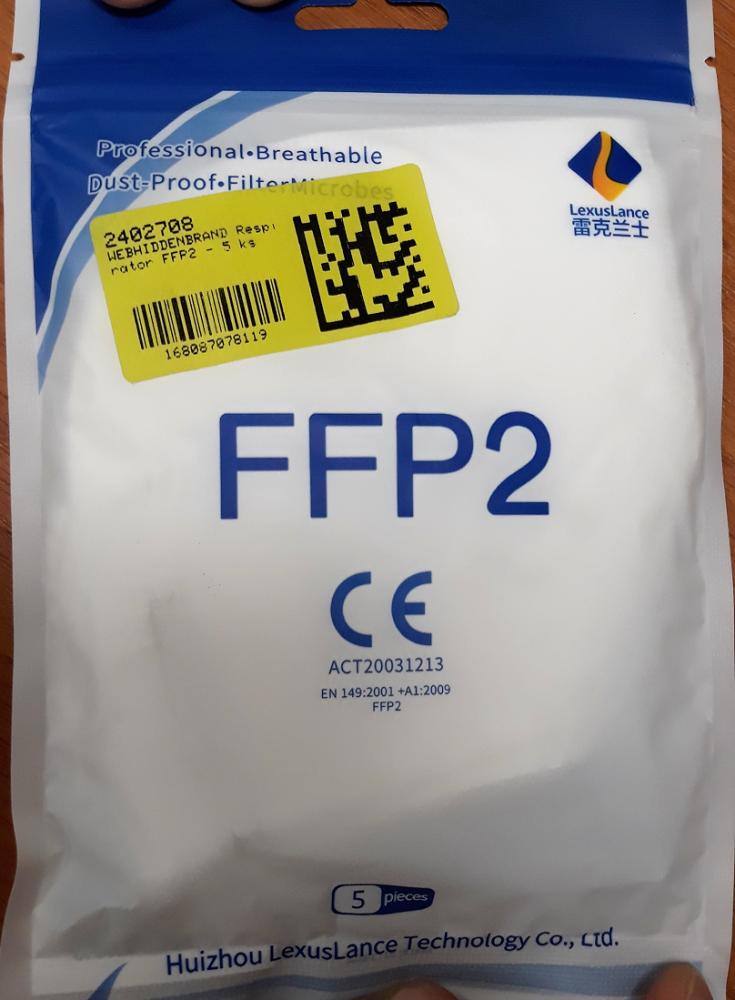 Professional•Breathable
Dust-Proof•FilterMicrobes
LexusLance
雷克兰士
2402708
WEBHIDDENBRAND Respi
rator FFP2 - 5 ks
168087078119
FFP2
CE
ACT20031213
EN 149:2001 +A1:2009
FFP2
5 pieces
Huizhou LexusLance Technology Co., Ltd.